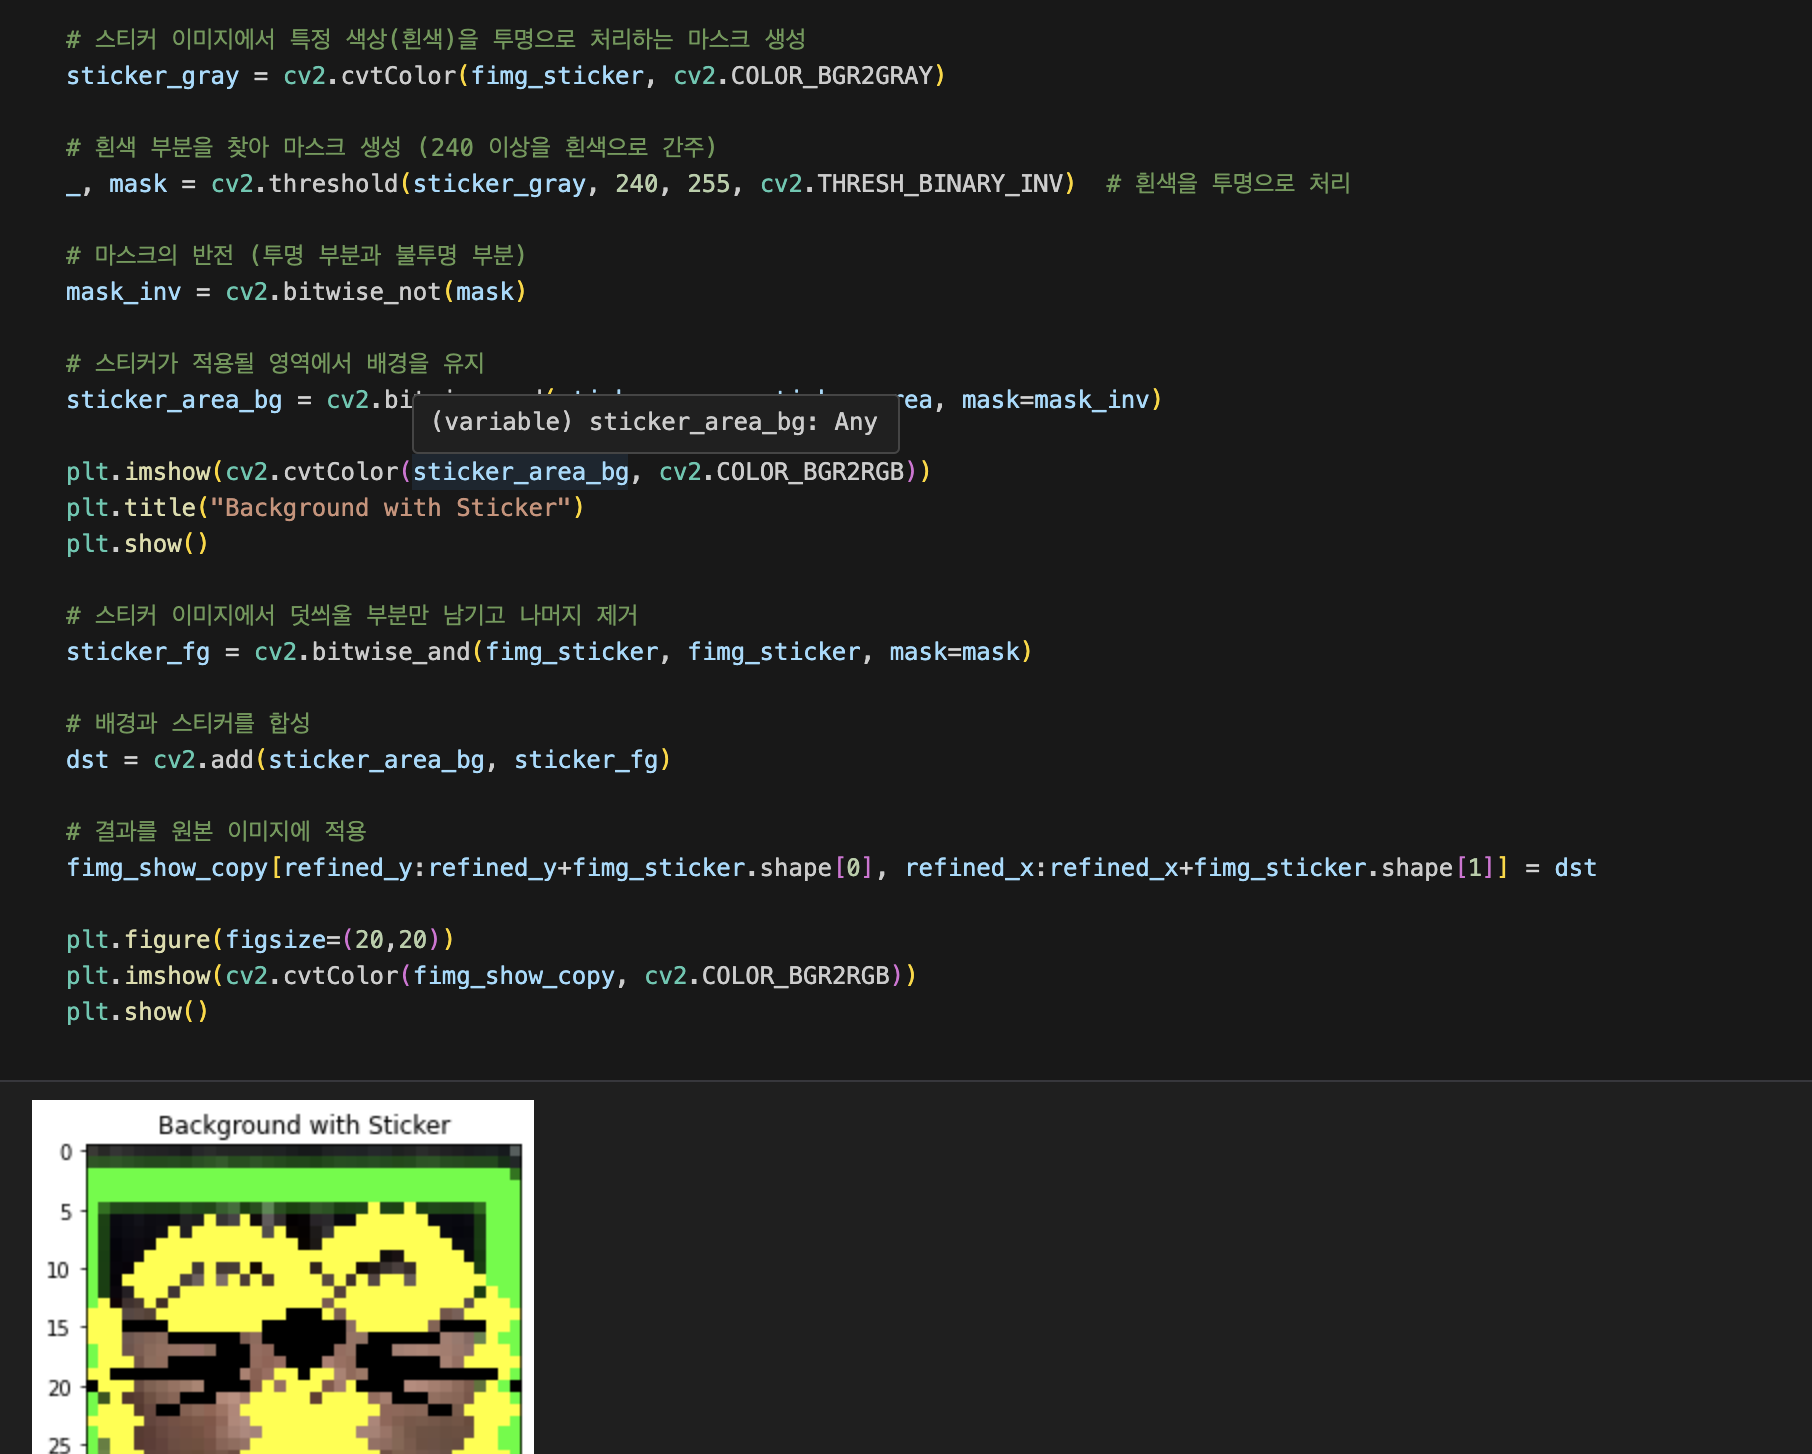 # 스티커 이미지에서 특정 색상(흰색)을 투명으로 처리하는 마스크 생성
sticker_gray = cv2.cvtColor(fimg_sticker, cv2.COLOR_BGR2GRAY)
# 흰색 부분을 찾아 마스크 생성 (240 이상을 흰색으로 간주)
_, mask = cv2.threshold(sticker_gray, 240, 255, cv2.THRESH_BINARY_INV)  # 흰색을 투명으로 처리
# 마스크의 반전 (투명 부분과 불투명 부분)
mask_inv = cv2.bitwise_not(mask)
# 스티커가 적용될 영역에서 배경을 유지
sticker_area_bg = cv2. mask=mask_inv)
(variable) sticker_area_bg: Any
plt.imshow(cv2.cvtColor(sticker_area_bg, cv2.COLOR_BGR2RGB))
plt.title("Background with Sticker")
plt.show()
# 스티커 이미지에서 덧씌울 부분만 남기고 나머지 제거
sticker_fg = cv2.bitwise_and(fimg_sticker, fimg_sticker, mask=mask)
# 배경과 스티커를 합성
dst = cv2.add(sticker_area_bg, sticker_fg)
# 결과를 원본 이미지에 적용
fimg_show_copy[refined_y:refined_y+fimg_sticker.shape[0], refined_x:refined_x+fimg_sticker.shape[1]] = dst
plt.figure(figsize=(20,20))
plt.imshow(cv2.cvtColor(fimg_show_copy, cv2.COLOR_BGR2RGB))
plt.show()
Background with Sticker
0
5
10
15
20
25